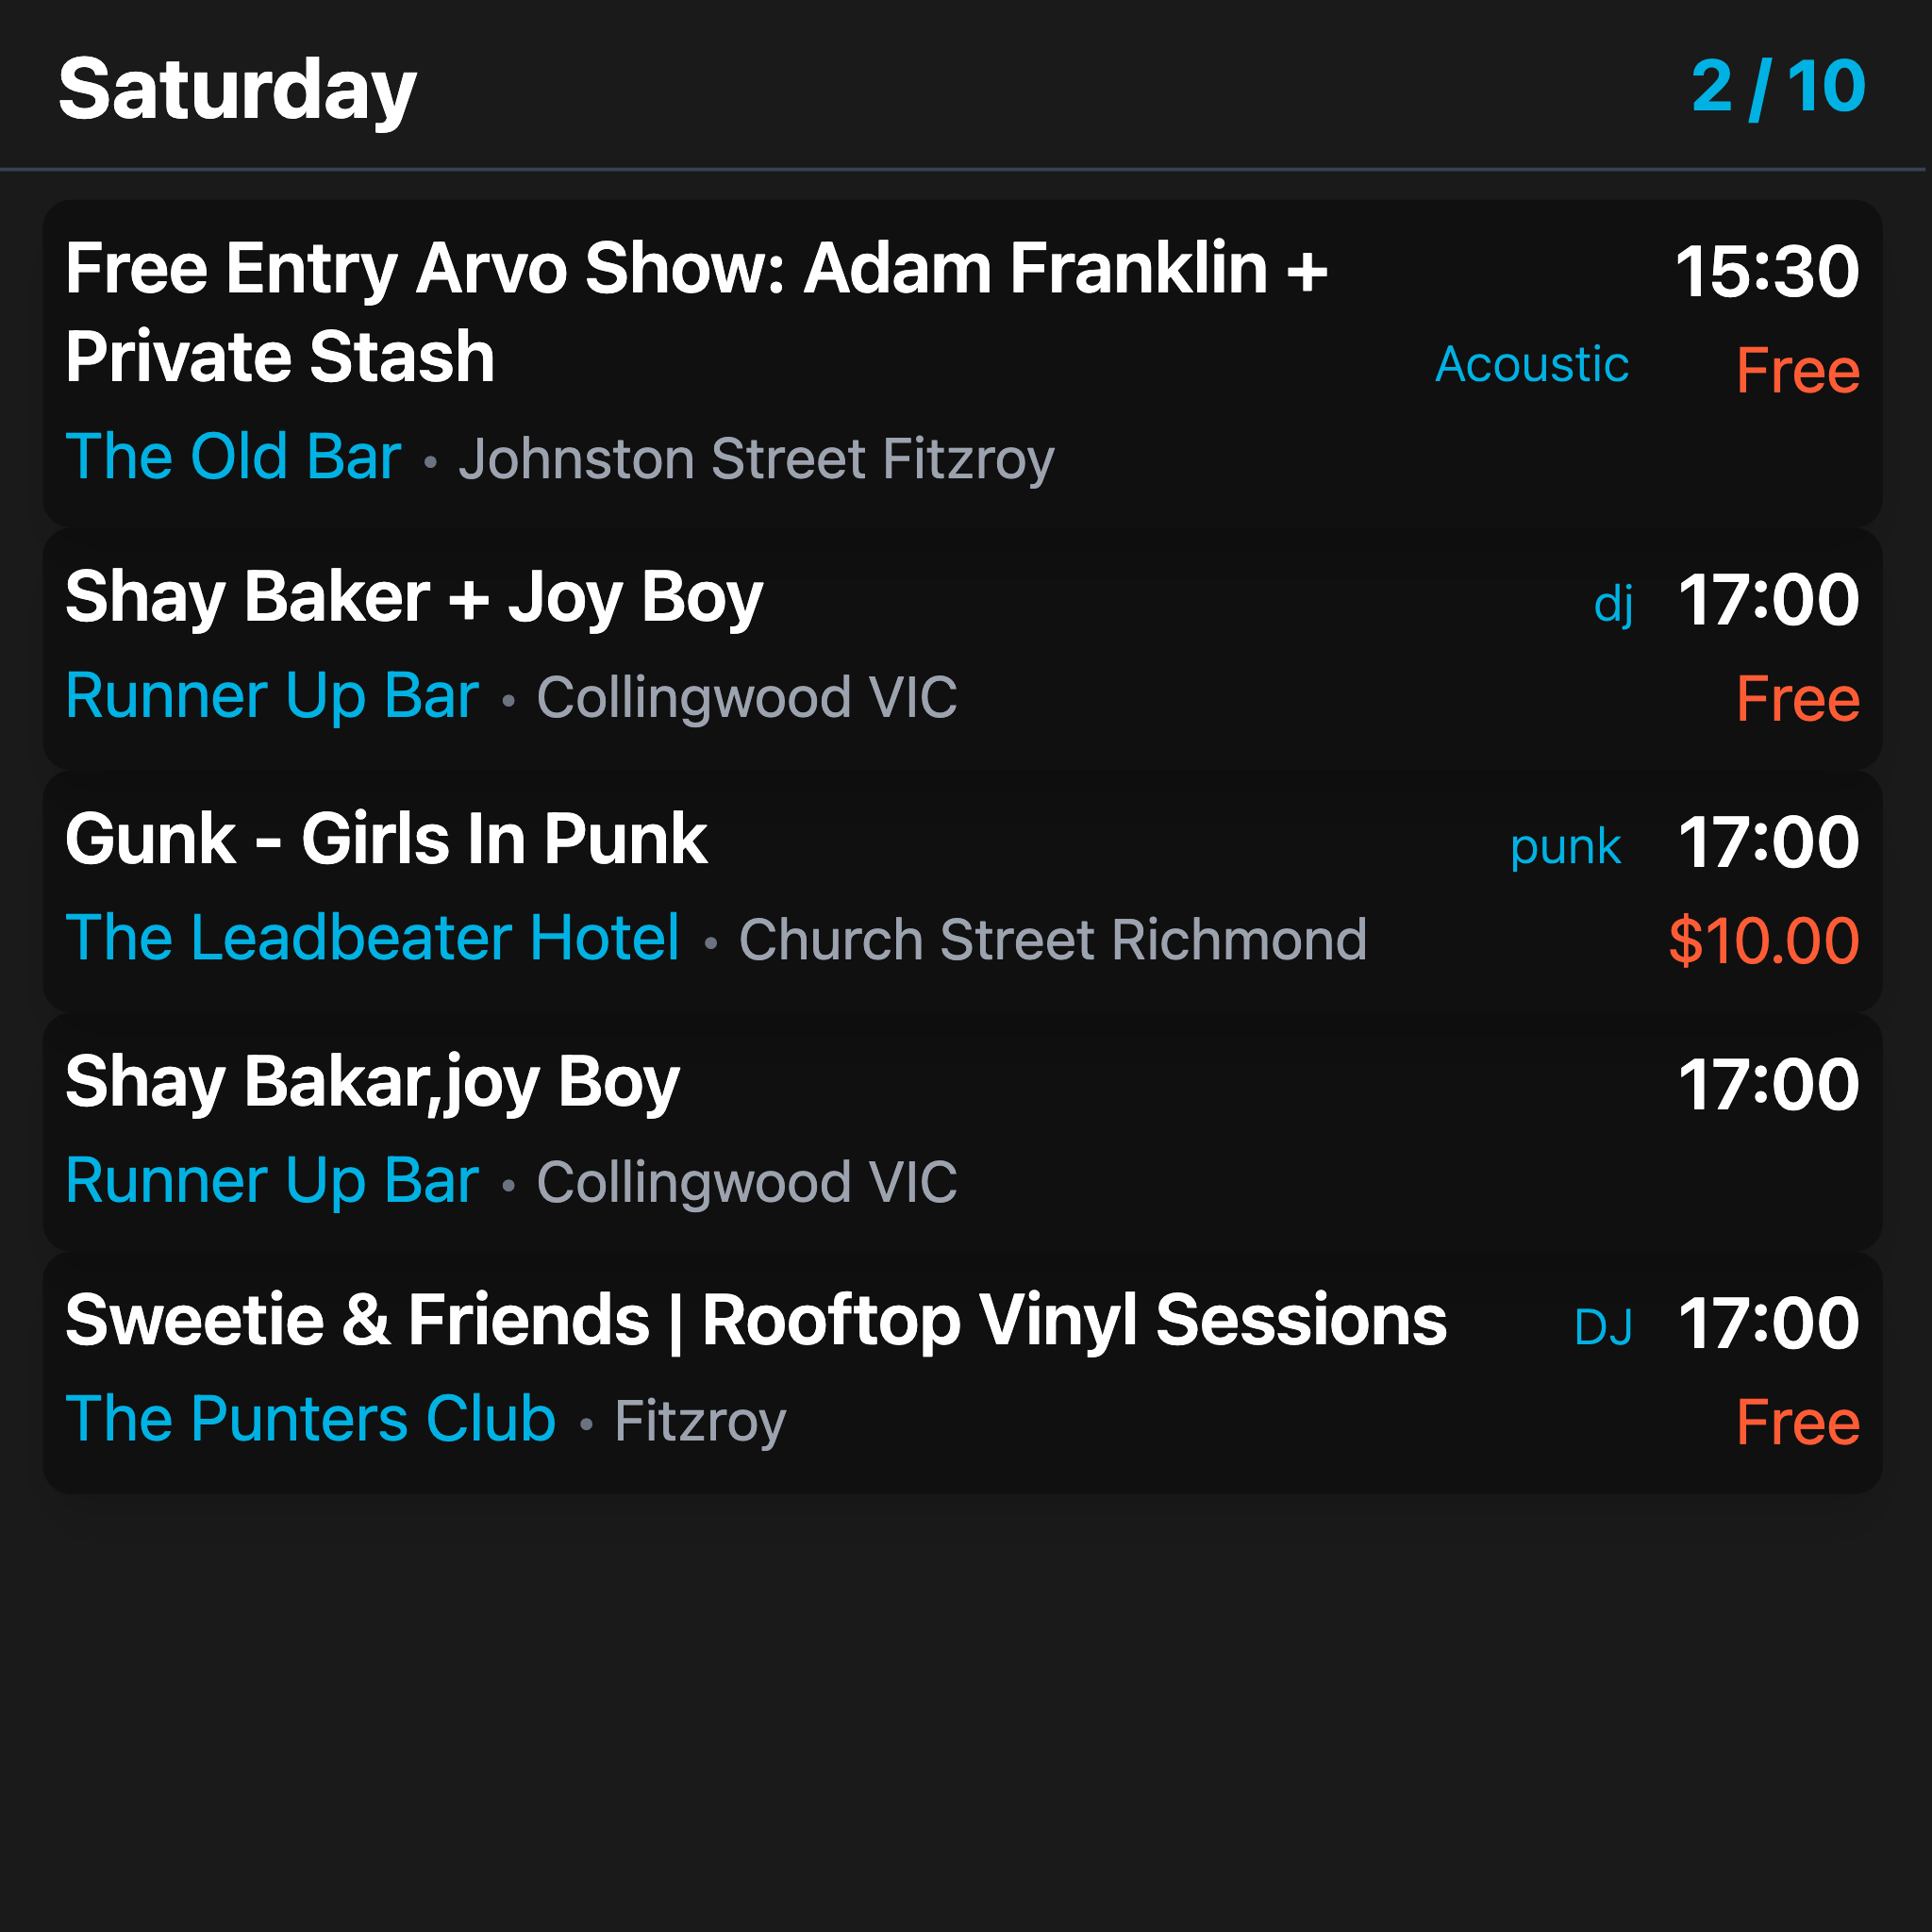 Saturday 2 / 10
Free Entry Arvo Show: Adam Franklin + 15:30
Private Stash Acoustic Free
The Old Bar • Johnston Street Fitzroy
Shay Baker + Joy Boy dj 17:00
Runner Up Bar • Collingwood VIC Free
Gunk - Girls In Punk punk 17:00
The Leadbeater Hotel • Church Street Richmond $10.00
Shay Bakar,joy Boy 17:00
Runner Up Bar • Collingwood VIC
Sweetie & Friends | Rooftop Vinyl Sessions DJ 17:00
The Punters Club • Fitzroy Free